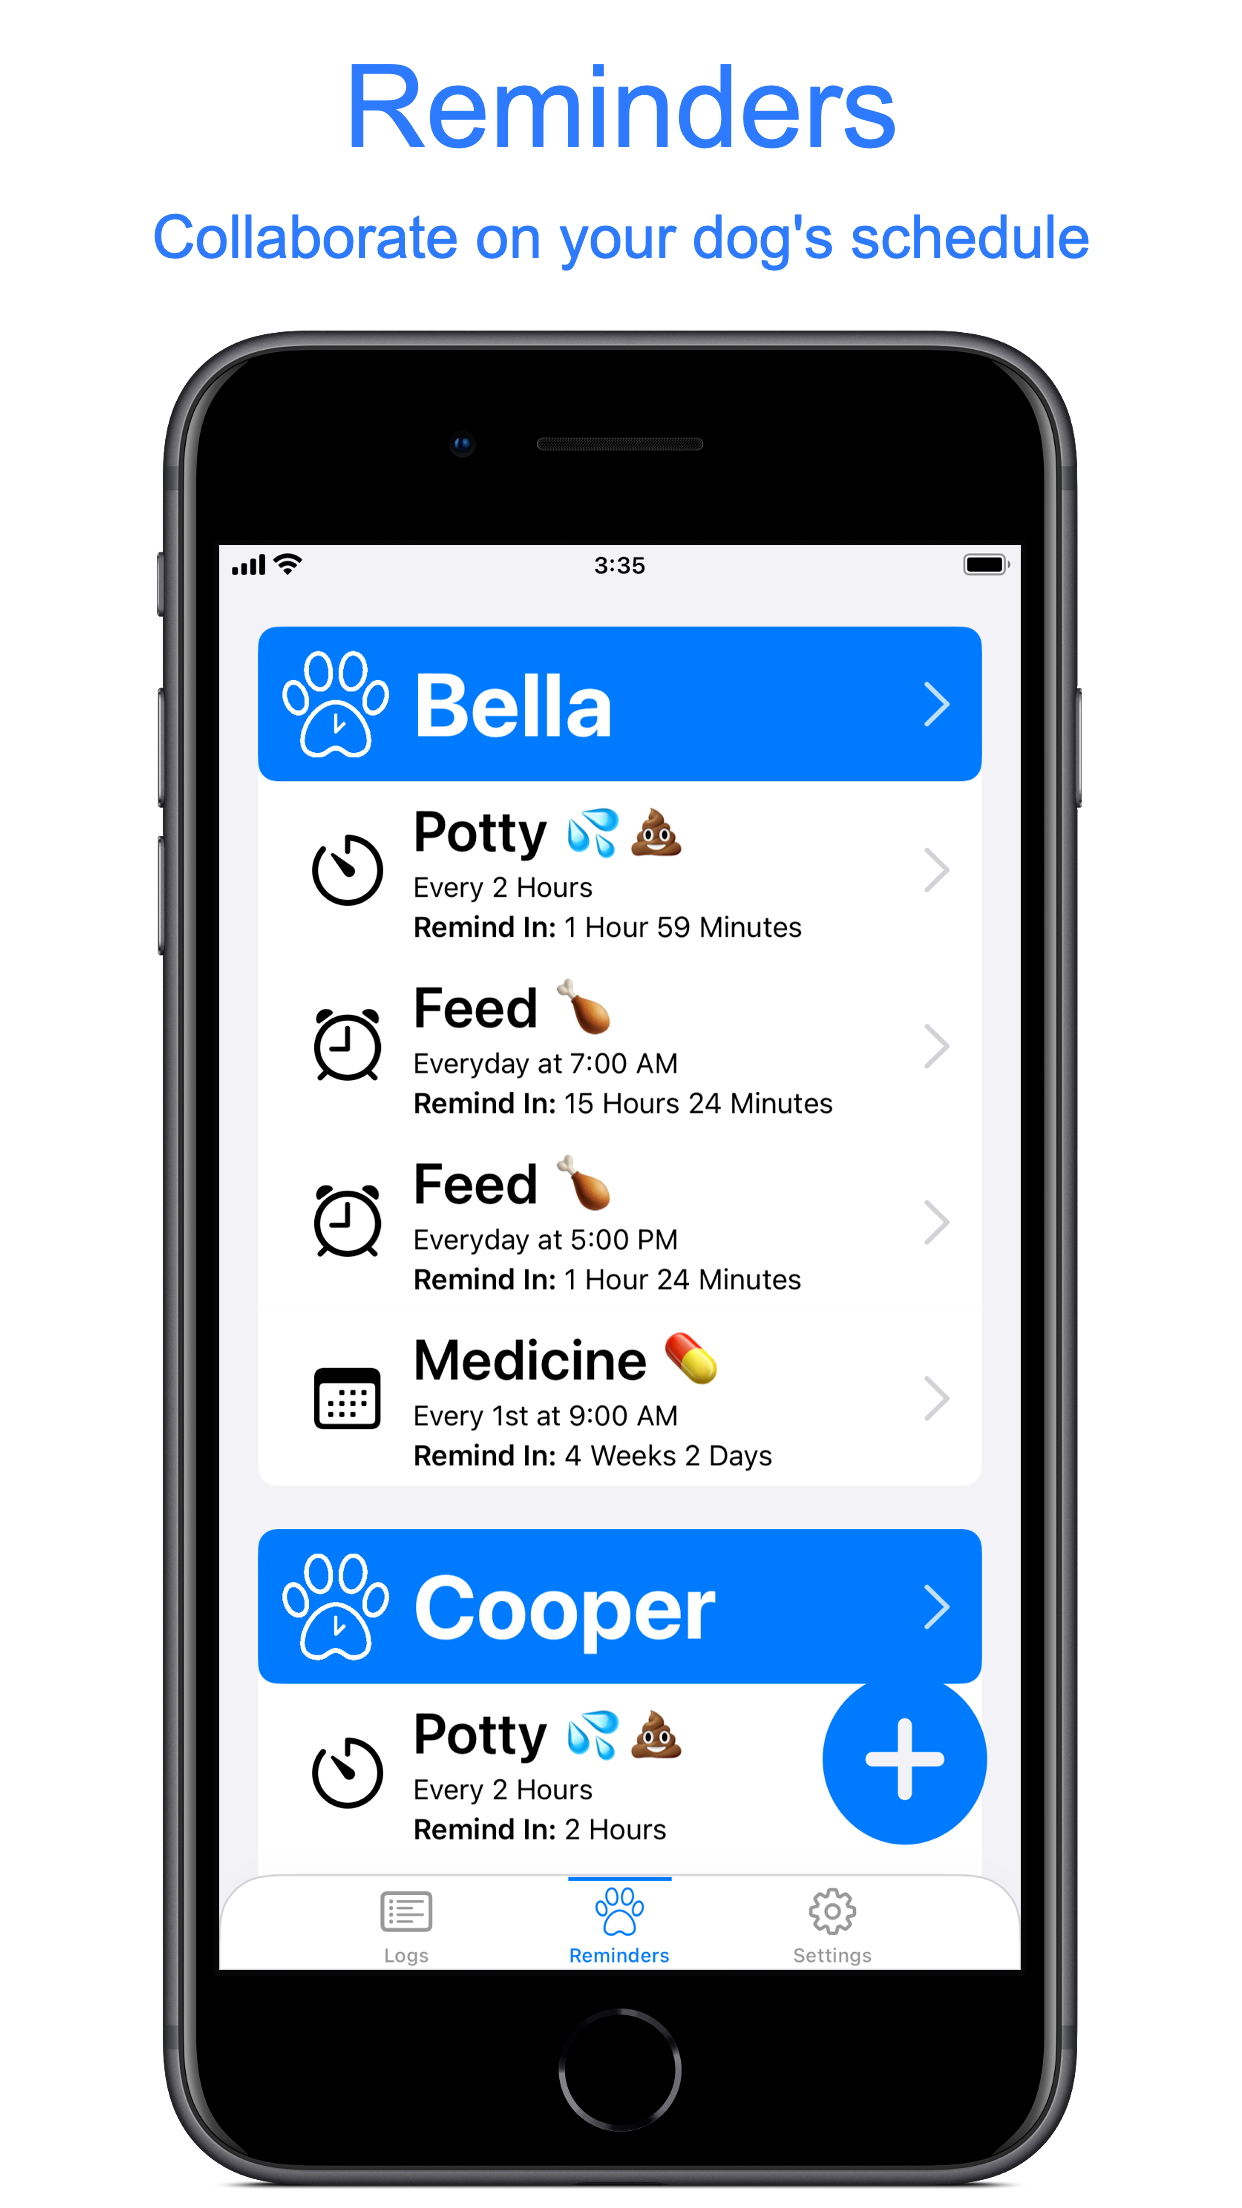 Reminders
Collaborate on your dog's schedule
3:35
Bella
Potty 💦 💩
Every 2 Hours
Remind In: 1 Hour 59 Minutes
Feed 🍗
Everyday at 7:00 AM
Remind In: 15 Hours 24 Minutes
Feed 🍗
Everyday at 5:00 PM
Remind In: 1 Hour 24 Minutes
Medicine 💊
Every 1st at 9:00 AM
Remind In: 4 Weeks 2 Days
Cooper
Potty 💦 💩
Every 2 Hours
Remind In: 2 Hours
Logs
Reminders
Settings